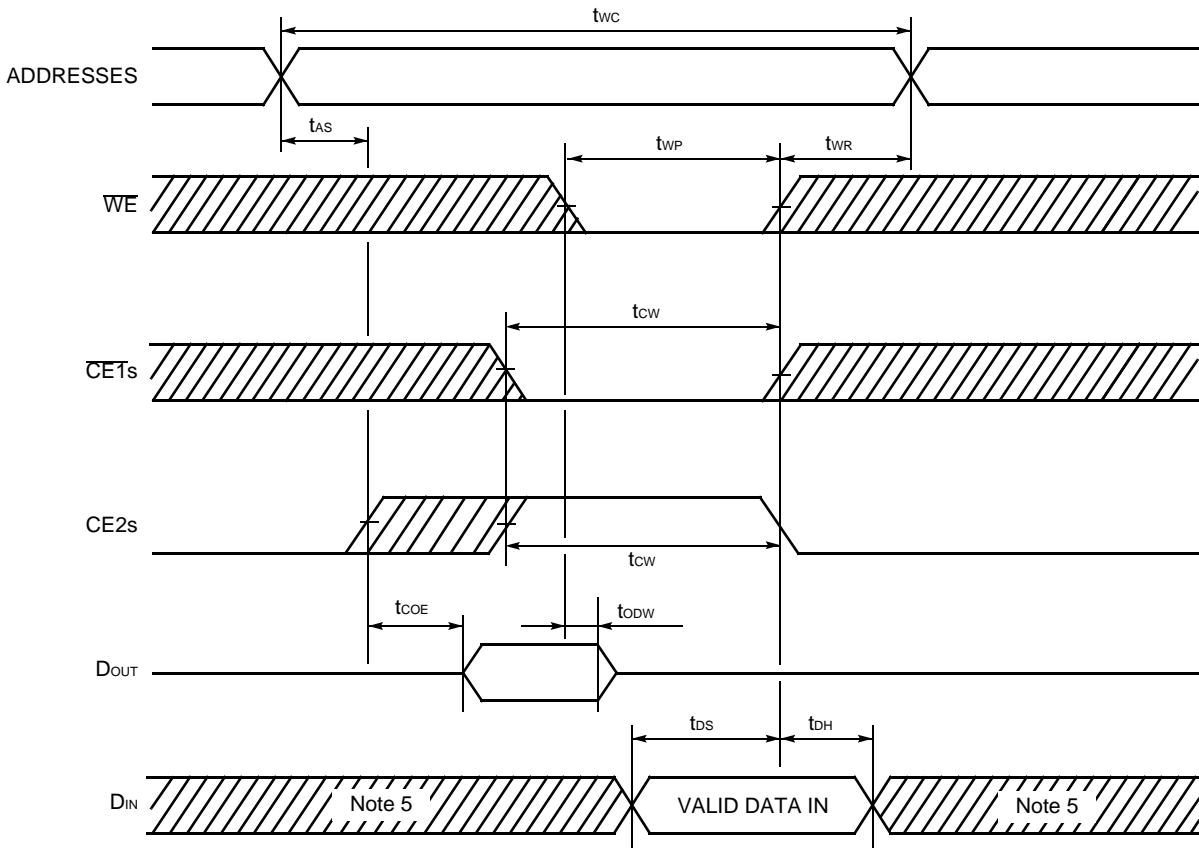 tWC
ADDRESSES
tAS
tWP
tWR
WE
tCW
CE1s
CE2s
tCW
tCOE
tODW
DOUT
tDS
tDH
DIN
Note 5
VALID DATA IN
Note 5